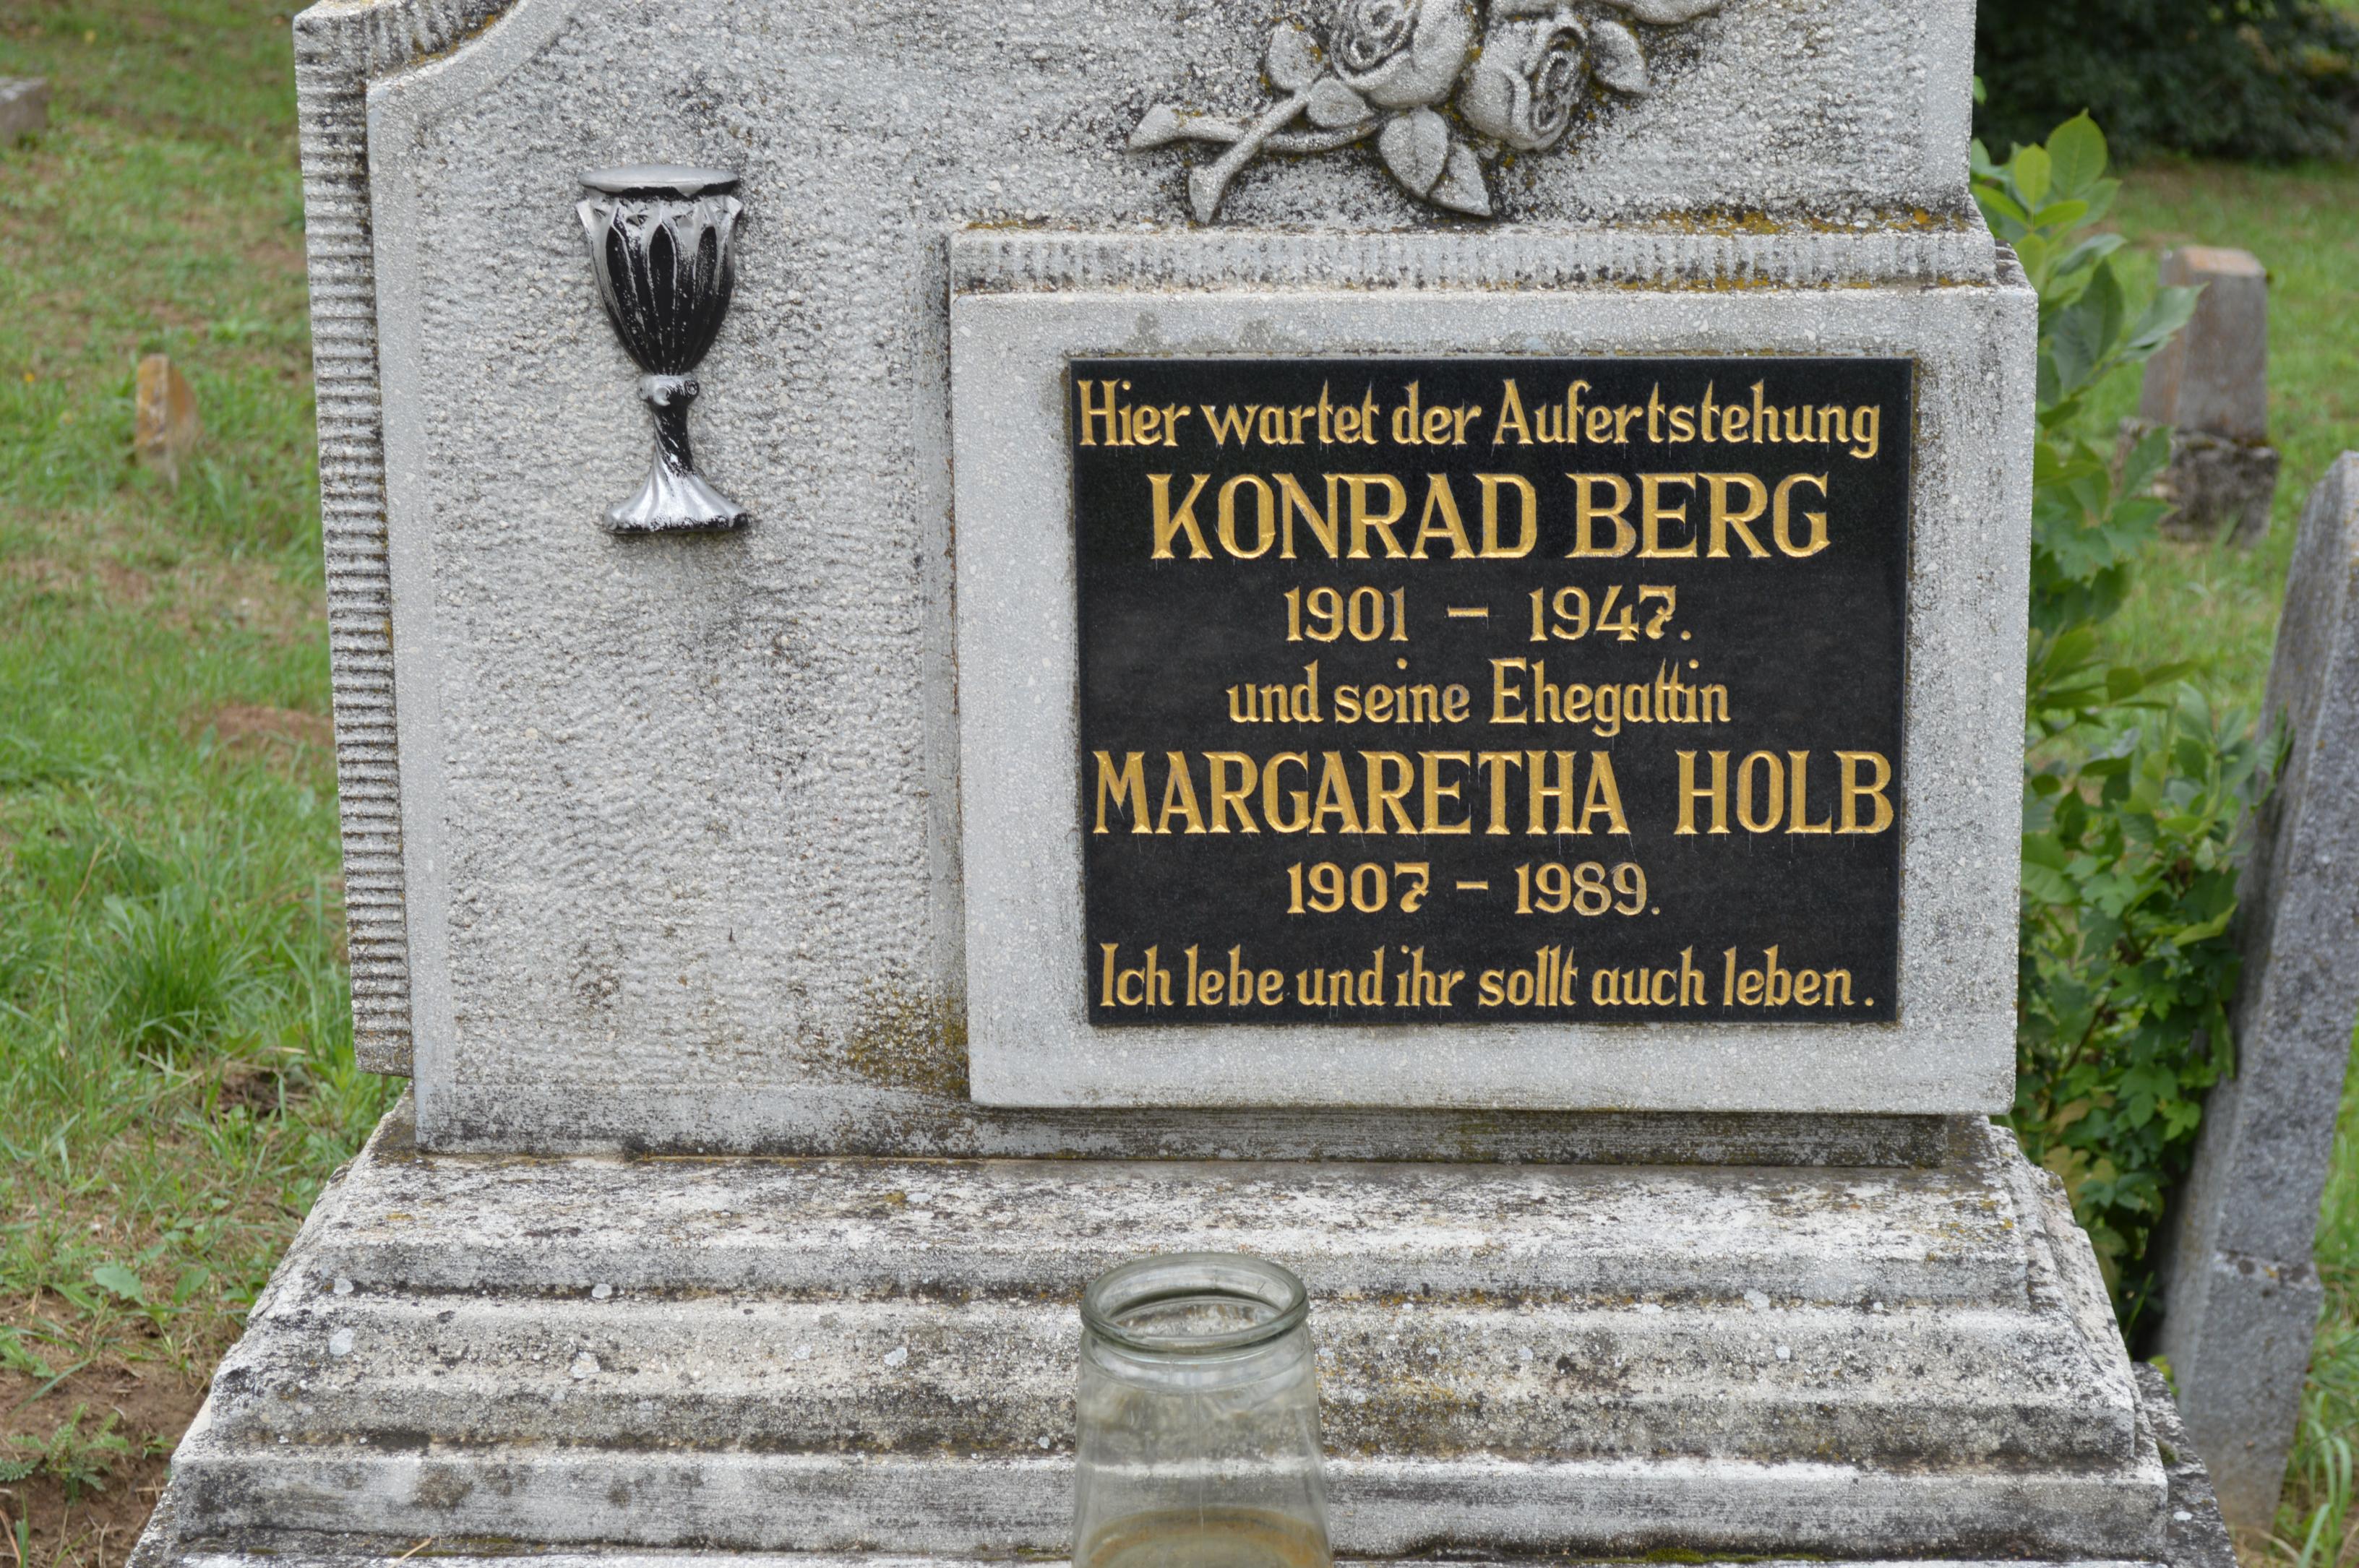 Hier wartet der Aufertstehung
KONRAD BERG
1901 – 1947.
und seine Ehegattin
MARGARETHA HOLB
1907 – 1989.
Ich lebe und ihr sollt auch leben.